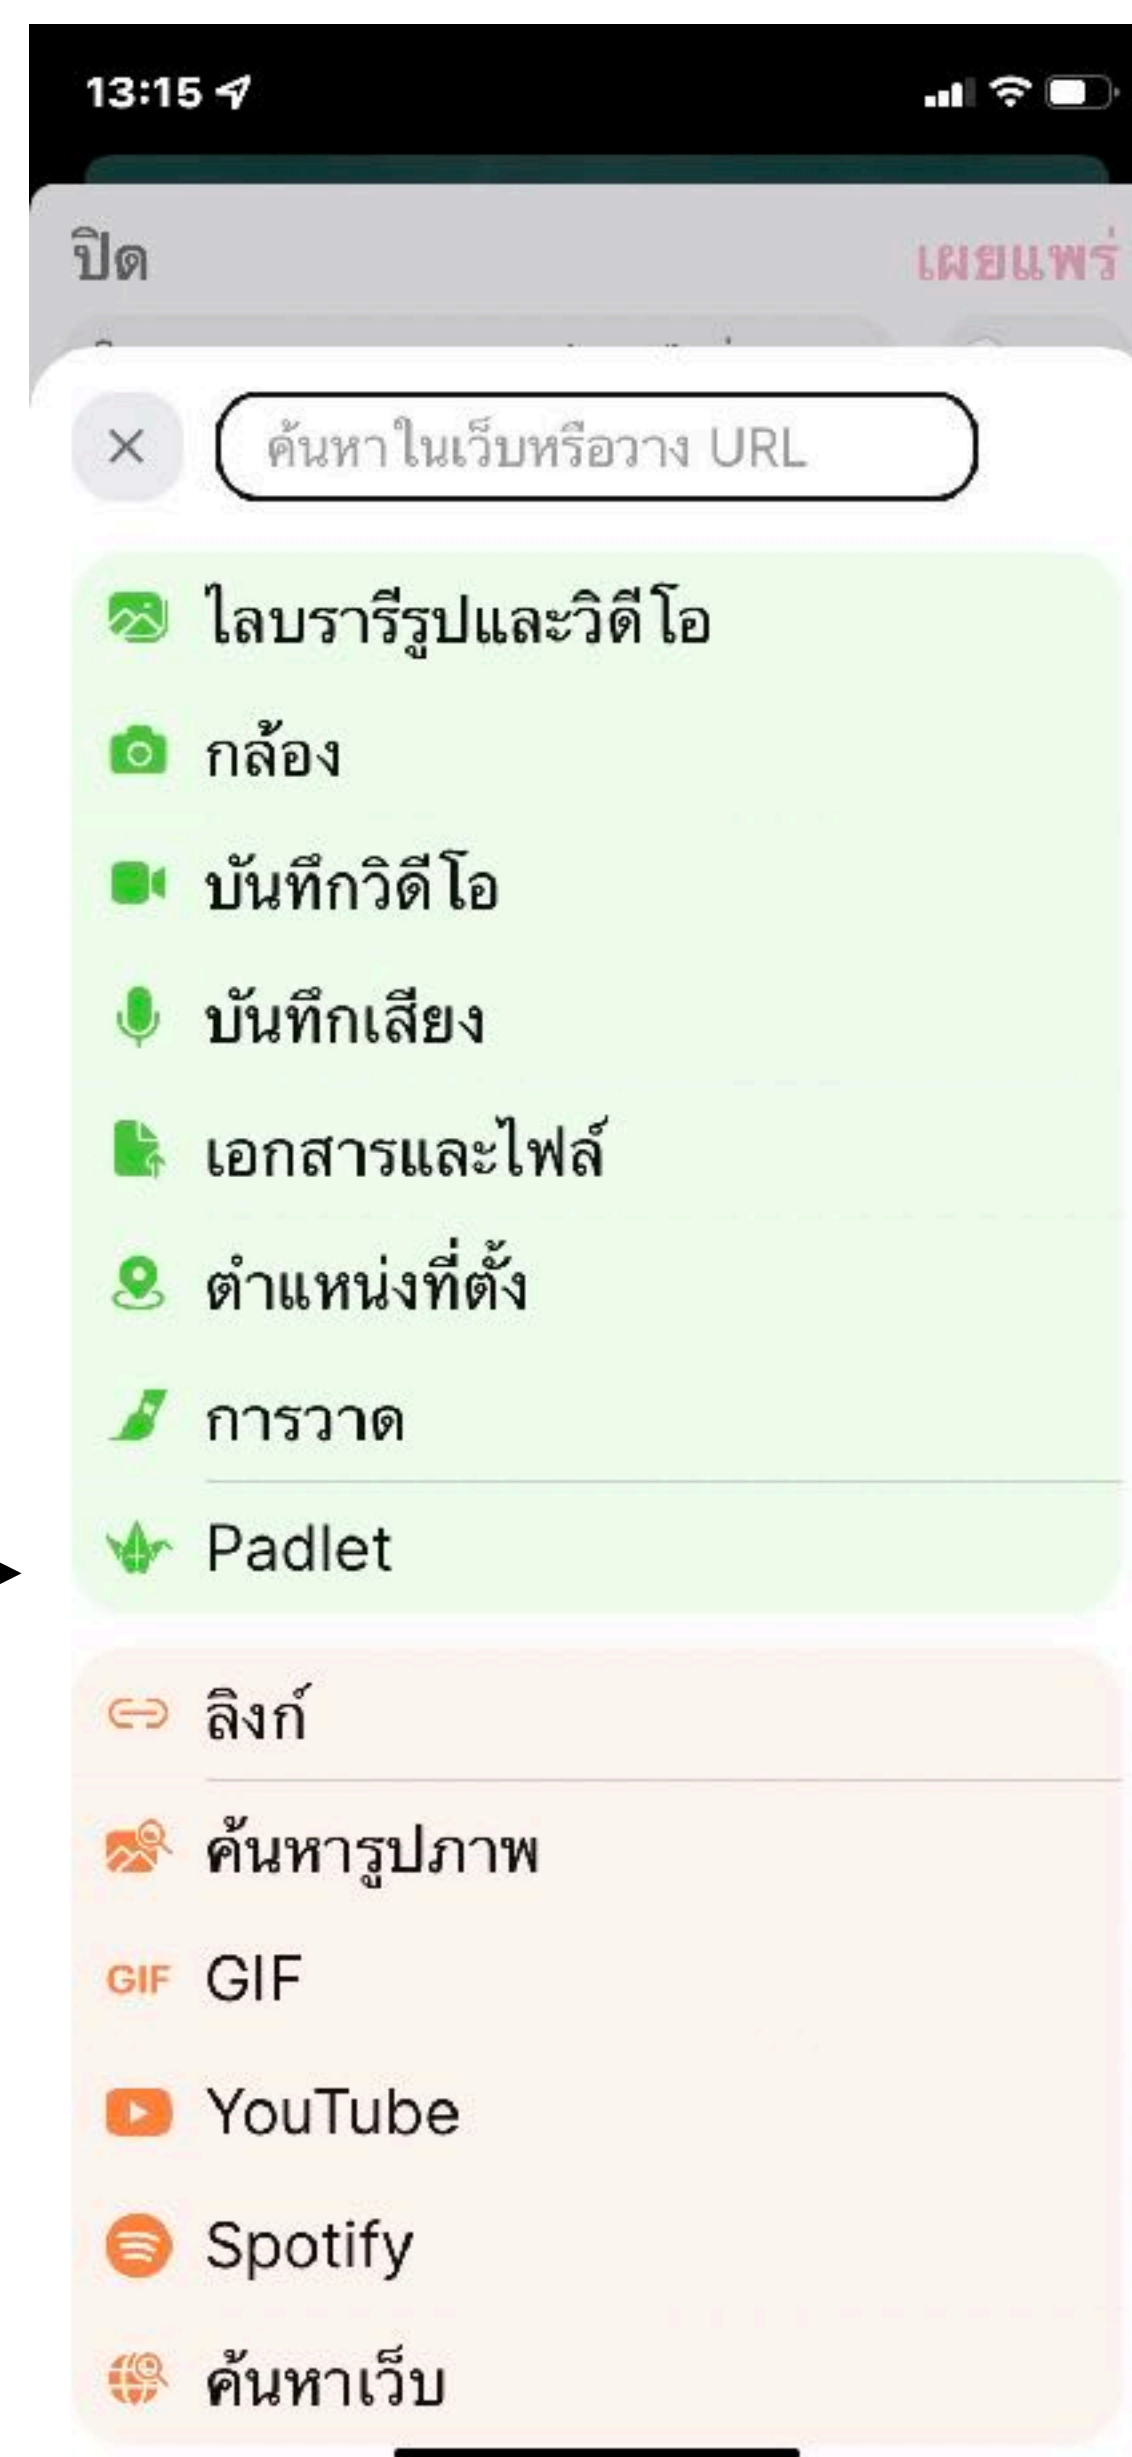 13:15
ปิด
เผยแพร่
ค้นหาในเว็บหรือวาง URL
ไลบรารีรูปและวิดีโอ
กล้อง
บันทึกวิดีโอ
บันทึกเสียง
เอกสารและไฟล์
ตำแหน่งที่ตั้ง
การวาด
Padlet
ลิงก์
ค้นหารูปภาพ
GIF GIF
YouTube
Spotify
ค้นหาเว็บ